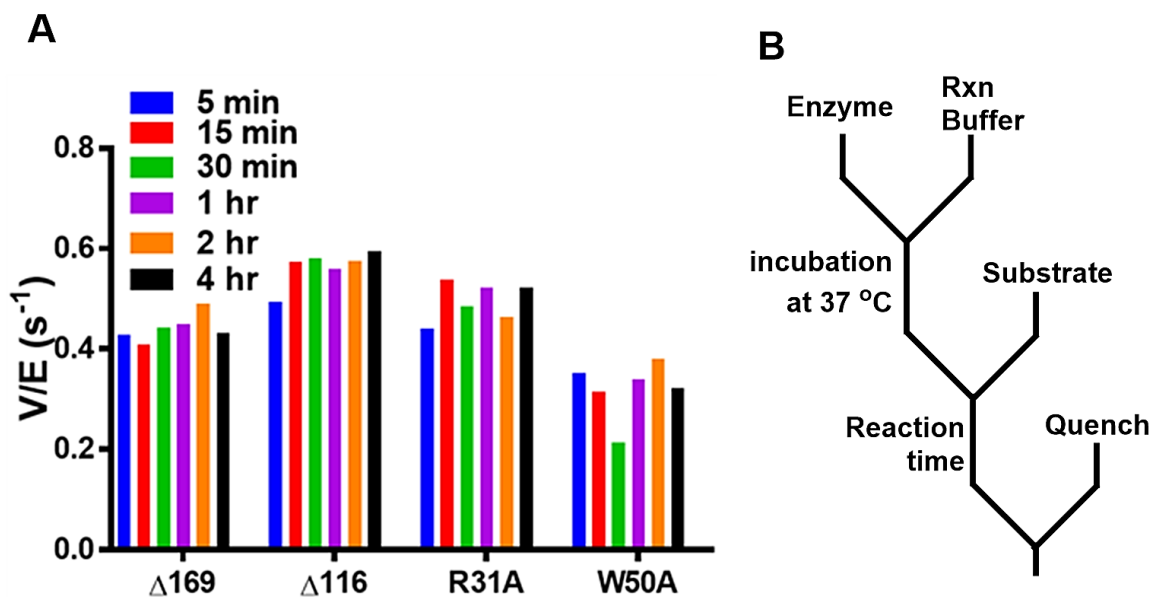 A
5 min
15 min
30 min
1 hr
2 hr
4 hr
V/E (s⁻¹)
0.8
0.6
0.4
0.2
0.0
Δ169
Δ116
R31A
W50A
B
Enzyme
Rxn
Buffer
incubation
at 37 ºC
Substrate
Reaction
time
Quench